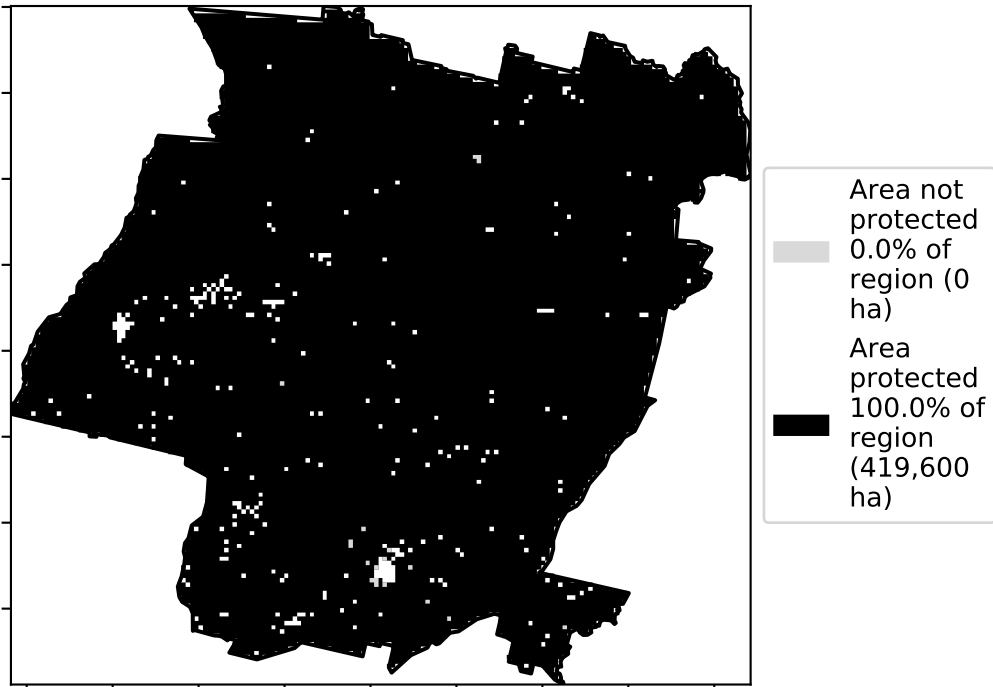 Area not
protected
0.0% of
region (0
ha)
Area
protected
100.0% of
region
(419,600
ha)